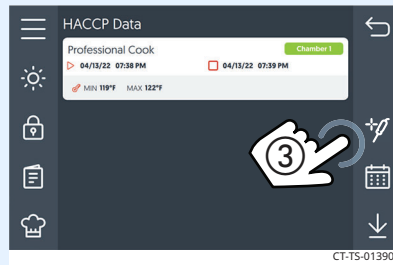 HACCP Data
Professional Cook
Chamber 1
04/13/22 07:38 PM
04/13/22 07:39 PM
MIN 119°F MAX 122°F
3
CT-TS-01390